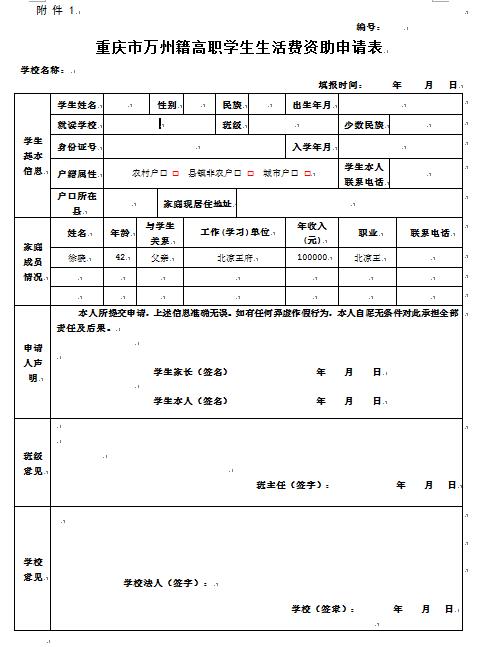 附 件 1
编号：
重庆市万州籍高职学生生活费资助申请表
学校名称：
填报时间： 年 月 日
学生基本信息
学生姓名 性别 民族 出生年月
就读学校 班级 少数民族
身份证号 入学年月
户籍属性 农村户口 □ 县镇非农户口 □ 城市户口 □ 学生本人联系电话
户口所在县 家庭现居住地址
家庭成员情况
姓名 年龄 与学生关系 工作(学习)单位 年收入(元) 职业 联系电话
徐骁 42 父亲 北凉王府 100000 北凉王
申请人声明
本人所提交申请，上述信息准确无误。如有任何弄虚作假行为，本人自愿无条件对此承担全部
责任及后果。
学生家长（签名） 年 月 日
学生本人（签名） 年 月 日
班级意见
班主任（签字）： 年 月 日
学校意见
学校法人（签字）：
学校（签章）： 年 月 日